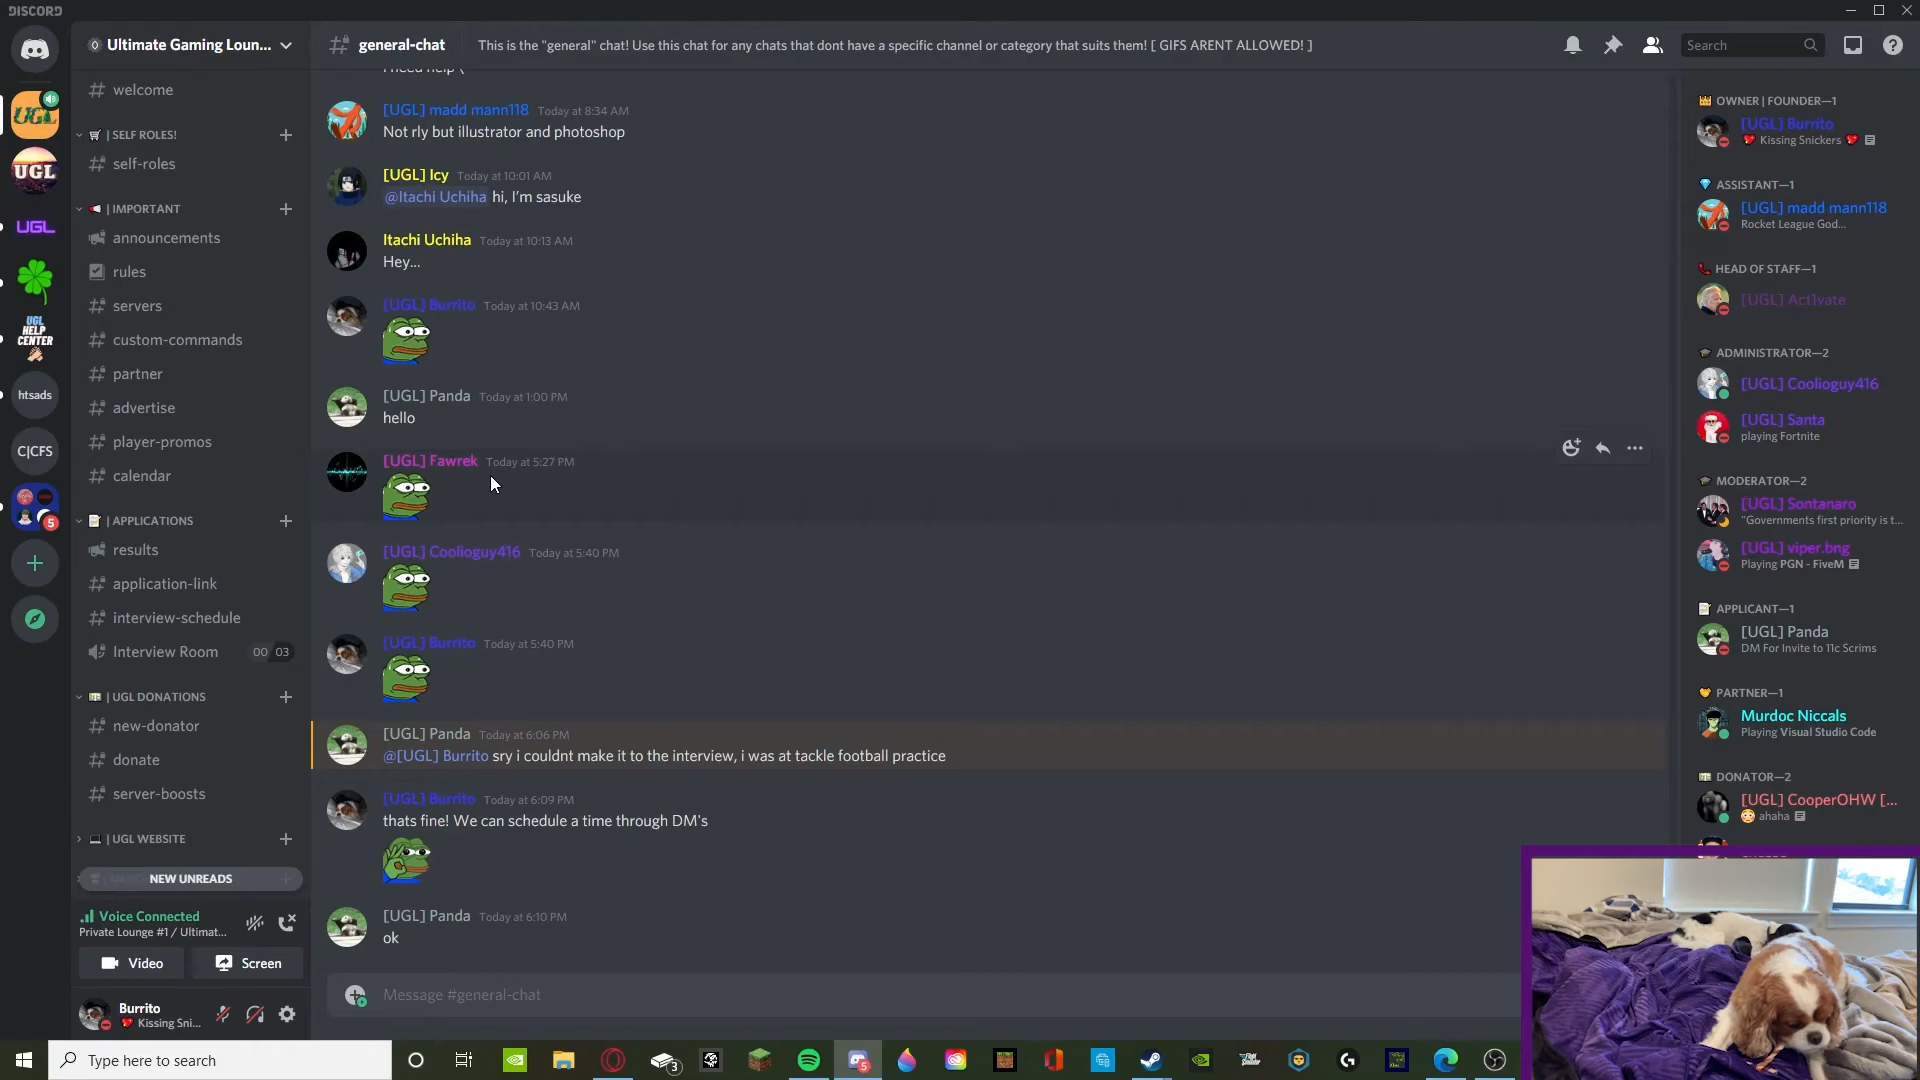 DISCORD
Ultimate Gaming Loun...
general-chat
This is the "general" chat! Use this chat for any chats that dont have a specific channel or category that suits them! [ GIFS ARENT ALLOWED! ]
Search
UGL
UGL
UGL
UGL
HELP
CENTER
htsads
C|CFS
5
welcome
| SELF ROLES!
self-roles
| IMPORTANT
announcements
rules
servers
custom-commands
partner
advertise
player-promos
calendar
| APPLICATIONS
results
application-link
interview-schedule
Interview Room 00 03
| UGL DONATIONS
new-donator
donate
server-boosts
| UGL WEBSITE
NEW UNREADS
Voice Connected
Private Lounge #1 / Ultimat...
Video
Screen
Burrito
Kissing Sni...
[UGL] madd mann118 Today at 8:34 AM
Not rly but illustrator and photoshop
[UGL] Icy Today at 10:01 AM
@Itachi Uchiha hi, I'm sasuke
Itachi Uchiha Today at 10:13 AM
Hey...
[UGL] Burrito Today at 10:43 AM
[UGL] Panda Today at 1:00 PM
hello
[UGL] Fawrek Today at 5:27 PM
[UGL] Coolioguy416 Today at 5:40 PM
[UGL] Burrito Today at 5:40 PM
[UGL] Panda Today at 6:06 PM
@[UGL] Burrito sry i couldnt make it to the interview, i was at tackle football practice
[UGL] Burrito Today at 6:09 PM
thats fine! We can schedule a time through DM's
[UGL] Panda Today at 6:10 PM
ok
Message #general-chat
OWNER | FOUNDER—1
[UGL] Burrito
Kissing Snickers
ASSISTANT—1
[UGL] madd mann118
Rocket League God...
HEAD OF STAFF—1
[UGL] Act1vate
ADMINISTRATOR—2
[UGL] Coolioguy416
[UGL] Santa
playing Fortnite
MODERATOR—2
[UGL] Sontanaro
"Governments first priority is t...
[UGL] viper.bng
Playing PGN - FiveM
APPLICANT—1
[UGL] Panda
DM For Invite to 11c Scrims
PARTNER—1
Murdoc Niccals
Playing Visual Studio Code
DONATOR—2
[UGL] CooperOHW [...
ahaha
Type here to search
3
5